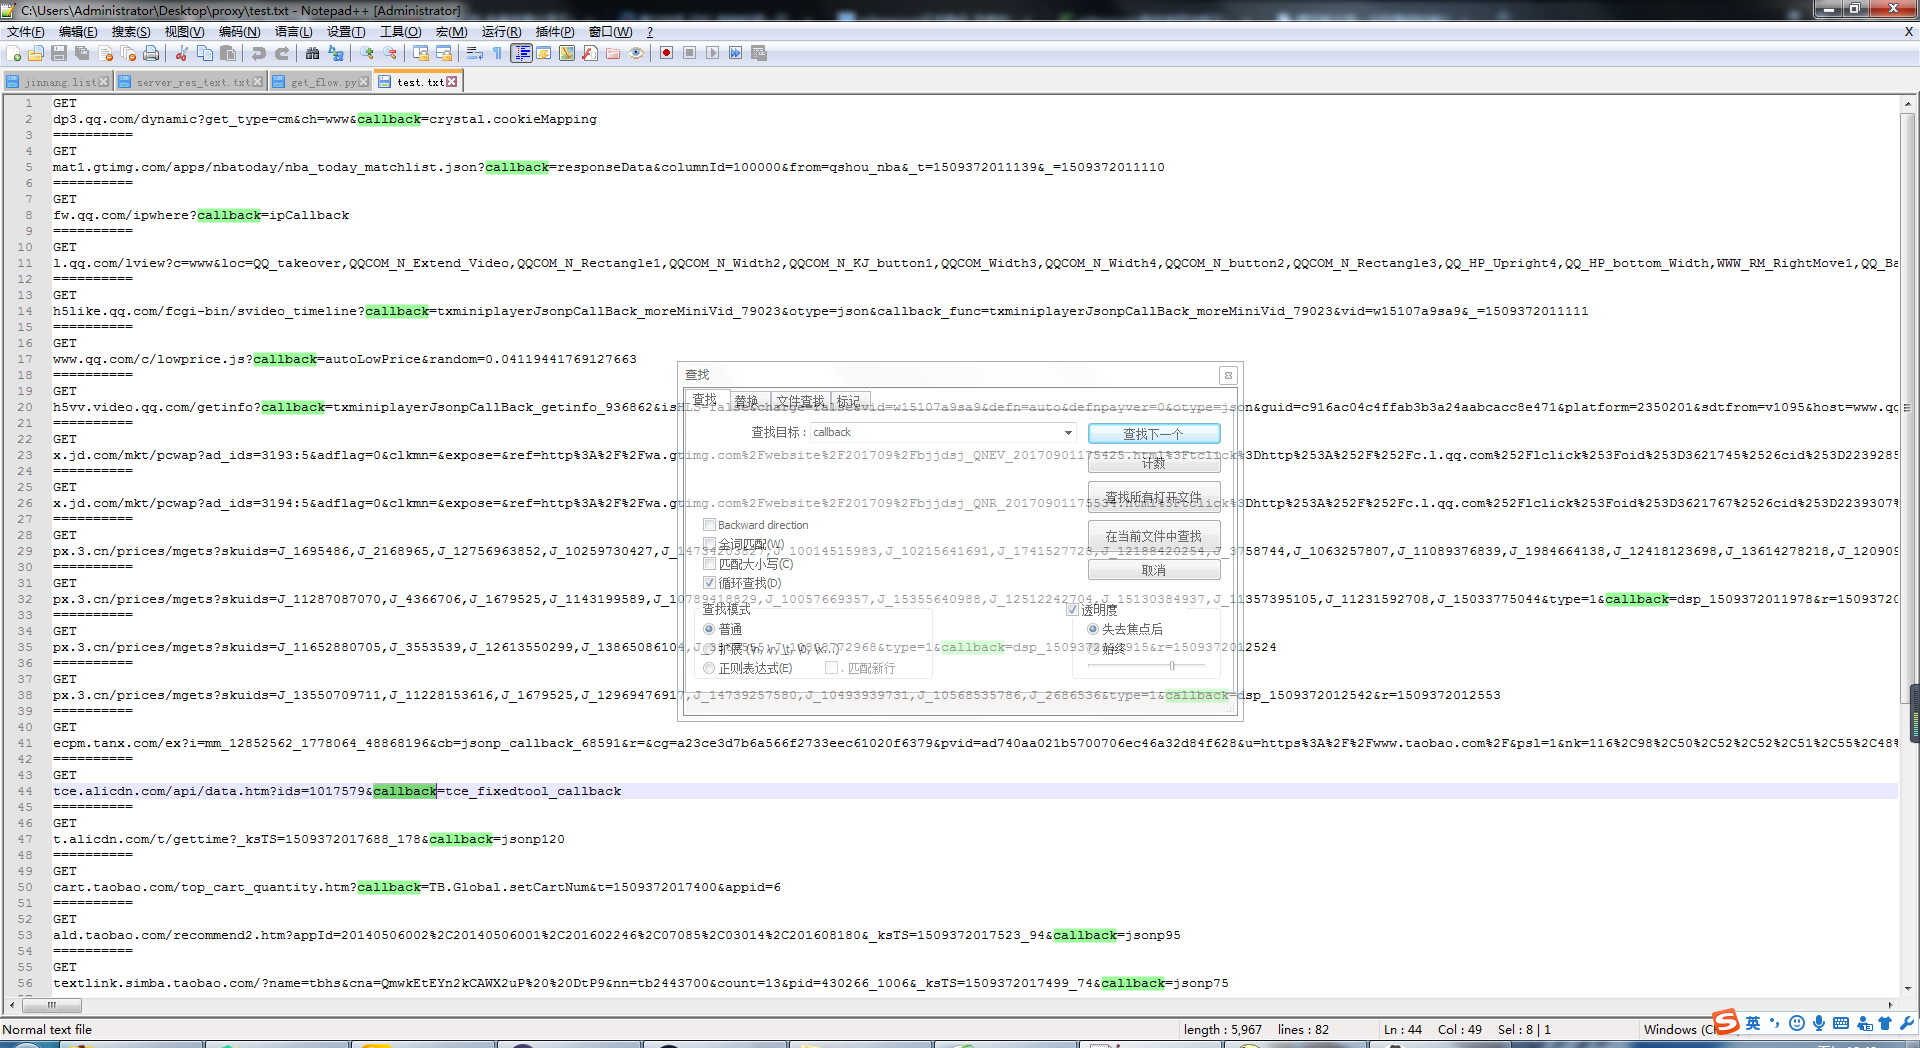 C:\Users\Administrator\Desktop\proxy\test.txt - Notepad++ [Administrator]
文件(F) 编辑(E) 搜索(S) 视图(V) 编码(N) 语言(L) 设置(T) 工具(O) 宏(M) 运行(R) 插件(P) 窗口(W) ? X
jinnang.list server_res_text.txt get_flow.py test.txt
1 GET
2 dp3.qq.com/dynamic?get_type=cm&ch=www&callback=crystal.cookieMapping
3 ==========
4 GET
5 mat1.gtimg.com/apps/nbatoday/nba_today_matchlist.json?callback=responseData&columnId=100000&from=qshou_nba&_t=1509372011139&_=1509372011110
6 ==========
7 GET
8 fw.qq.com/ipwhere?callback=ipCallback
9 ==========
10 GET
11 l.qq.com/lview?c=www&loc=QQ_takeover,QQCOM_N_Extend_Video,QQCOM_N_Rectangle1,QQCOM_N_Width2,QQCOM_N_KJ_button1,QQCOM_Width3,QQCOM_N_Width4,QQCOM_N_button2,QQCOM_N_Rectangle3,QQ_HP_Upright4,QQ_HP_bottom_Width,WWW_RM_RightMove1,QQ_Ba
12 ==========
13 GET
14 h5like.qq.com/fcgi-bin/svideo_timeline?callback=txminiplayerJsonpCallBack_moreMiniVid_79023&otype=json&callback_func=txminiplayerJsonpCallBack_moreMiniVid_79023&vid=w15107a9sa9&_=1509372011111
15 ==========
16 GET
17 www.qq.com/c/lowprice.js?callback=autoLowPrice&random=0.04119441769127663
18 ==========
19 GET
20 h5vv.video.qq.com/getinfo?callback=txminiplayerJsonpCallBack_getinfo_936862&isHLS=false&charge=false&vid=w15107a9sa9&defn=auto&defnpayver=0&otype=json&guid=c916ac04c4ffab3b3a24aabcacc8e471&platform=2350201&sdtfrom=v1095&host=www.qq
21 ==========
22 GET
23 x.jd.com/mkt/pcwap?ad_ids=3193:5&adflag=0&clkmn=&expose=&ref=http%3A%2F%2Fwa.gtimg.com%2Fwebsite%2F201709%2Fbjjdsj_QNEV_20170901175425.html%3Ftclick%3Dhttp%253A%252F%252Fc.l.qq.com%252Flclick%3Foid%253D3621745%2526cid%253D2239285
24 ==========
25 GET
26 x.jd.com/mkt/pcwap?ad_ids=3194:5&adflag=0&clkmn=&expose=&ref=http%3A%2F%2Fwa.gtimg.com%2Fwebsite%2F201709%2Fbjjdsj_QNR_20170901175534.html%3Ftclick%3Dhttp%253A%252F%252Fc.l.qq.com%252Flclick%3Foid%253D3621767%2526cid%253D2239307%
27 ==========
28 GET
29 px.3.cn/prices/mgets?skuids=J_1695486,J_2168965,J_12756963852,J_10259730427,J_14734203827,J_10014515983,J_10215641691,J_1741527728,J_12188420254,J_3758744,J_1063257807,J_11089376839,J_1984664138,J_12418123698,J_13614278218,J_12090
30 ==========
31 GET
32 px.3.cn/prices/mgets?skuids=J_11287087070,J_4366706,J_1679525,J_1143199589,J_10789418829,J_10057669357,J_15355640988,J_12512242704,J_15130384937,J_11357395105,J_11231592708,J_15033775044&type=1&callback=dsp_1509372011978&r=1509372
33 ==========
34 GET
35 px.3.cn/prices/mgets?skuids=J_11652880705,J_3553539,J_12613550299,J_13865086104, &type=1&callback=dsp_1509372012524
36 ==========
37 GET
38 px.3.cn/prices/mgets?skuids=J_13550709711,J_11228153616,J_1679525,J_12969476917,J_14739257580,J_10493939731,J_10568535786,J_2686536&type=1&callback=dsp_1509372012542&r=1509372012553
39 ==========
40 GET
41 ecpm.tanx.com/ex?i=mm_12852562_1778064_48868196&cb=jsonp_callback_68591&r=&cg=a23ce3d7b6a566f2733eec61020f6379&pvid=ad740aa021b5700706ec46a32d84f628&u=https%3A%2F%2Fwww.taobao.com%2F&psl=1&nk=116%2C98%2C50%2C52%2C52%2C51%2C55%2C48%
42 ==========
43 GET
44 tce.alicdn.com/api/data.htm?ids=1017579&callback=tce_fixedtool_callback
45 ==========
46 GET
47 t.alicdn.com/t/gettime?_ksTS=1509372017688_178&callback=jsonp120
48 ==========
49 GET
50 cart.taobao.com/top_cart_quantity.htm?callback=TB.Global.setCartNum&t=1509372017400&appid=6
51 ==========
52 GET
53 ald.taobao.com/recommend2.htm?appId=20140506002%2C20140506001%2C201602246%2C07085%2C03014%2C201608180&_ksTS=1509372017523_94&callback=jsonp95
54 ==========
55 GET
56 textlink.simba.taobao.com/?name=tbhs&cna=QmwkEtEYn2kCAWX2uP%20%20DtP9&nn=tb2443700&count=13&pid=430266_1006&_ksTS=1509372017499_74&callback=jsonp75
查找
查找 替换 文件查找 标记
查找目标： callback
查找下一个
计数
查找所有打开文件
在当前文件中查找
取消
Backward direction
全词匹配(W)
匹配大小写(C)
循环查找(D)
查找模式
普通
扩展 (\n, \r, \t, \0, \x...)
正则表达式(E)
. 匹配新行
透明度
失去焦点后
始终
Normal text file length : 5,967 lines : 82 Ln : 44 Col : 49 Sel : 8 | 1 Windows (C
英